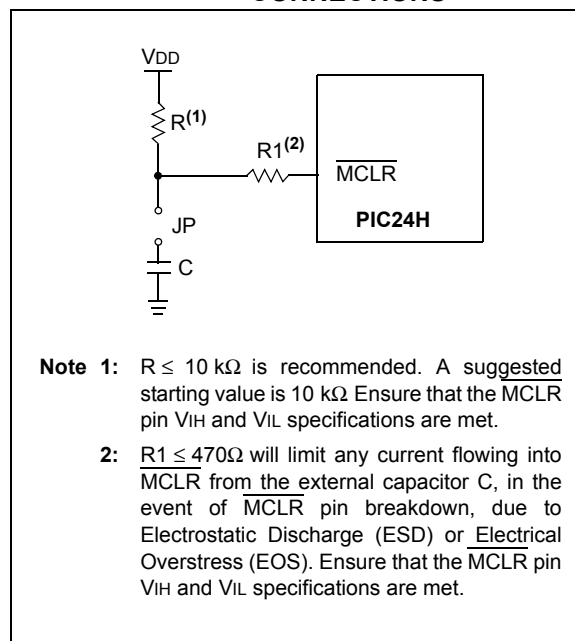 VDD
R(1)
R1(2)
MCLR
JP
PIC24H
C
Note 1: R ≤ 10 kΩ is recommended. A suggested
starting value is 10 kΩ Ensure that the MCLR
pin VIH and VIL specifications are met.
2: R1 ≤ 470Ω will limit any current flowing into
MCLR from the external capacitor C, in the
event of MCLR pin breakdown, due to
Electrostatic Discharge (ESD) or Electrical
Overstress (EOS). Ensure that the MCLR pin
VIH and VIL specifications are met.